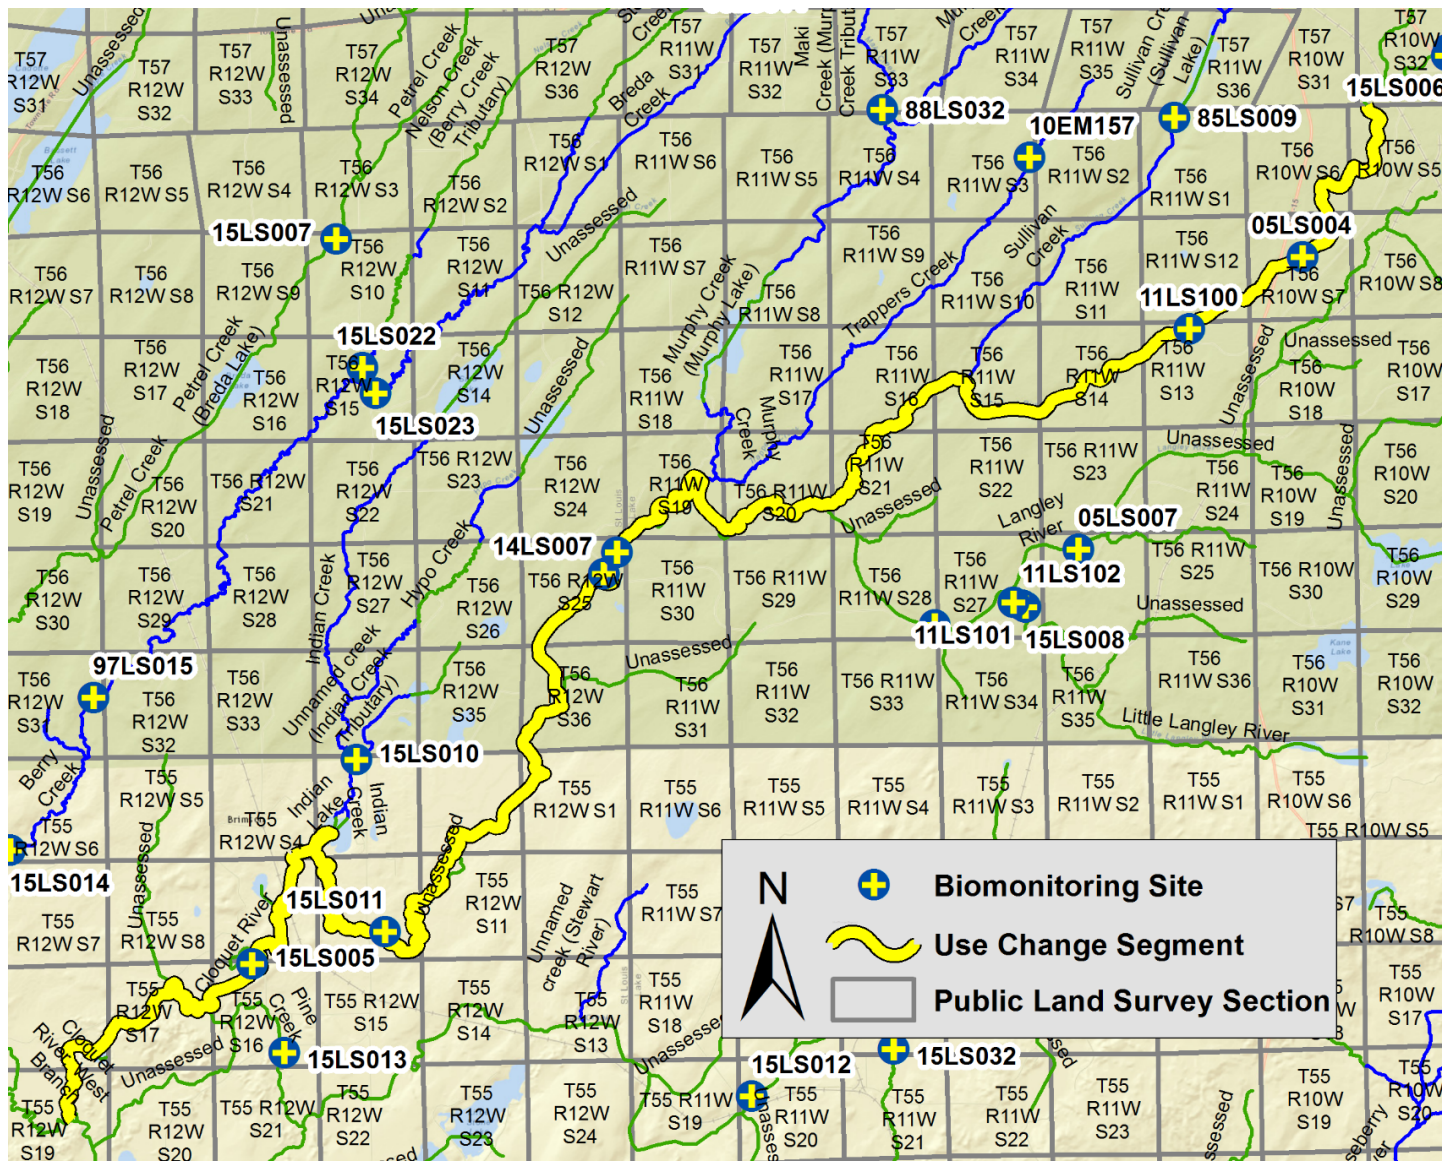 T57
R12W
S31
Unassessed
T57
R12W
S32
T57
R12W
S33
Unassessed
T57
R12W
S34
Petrel Creek
Nelson Creek
(Berry Creek
Tributary)
T57
R12W
S36
Breda
Creek
T57
R11W
S31
T57
R11W
S32
Maki
Creek (Murp
Creek Tribut
T57
R11W
S33
T57
R11W
S34
T57
R11W
S35
Sullivan Cre
(Sullivan
Lake)
T57
R11W
S36
T57
R10W
S31
T57
R10W
S32
15LS006
88LS032
10EM157
85LS009
T56
R12W S6
T56
R12W S5
T56
R12W S4
T56
R12W S3
T56
R12W S2
T56
R12W S1
T56
R11W S6
T56
R11W S5
T56
R11W S4
T56
R11W S3
T56
R11W S2
T56
R11W S1
T56
R10W S6
T56
R10W S5
15LS007
05LS004
T56
R12W S7
T56
R12W S8
T56
R12W S9
T56
R12W
S10
T56
R12W
S11
Unassessed
T56 R12W
S12
T56
R11W S7
T56
R11W S8
T56
R11W S9
T56
R11W S10
Sullivan
Creek
T56
R11W
S11
T56
R11W S12
T56
R10W S7
T56
R10W S8
11LS100
Petrel Creek
(Breda Lake)
15LS022
Murphy Creek
(Murphy Lake)
Trappers Creek
T56
R12W
S18
T56
R12W
S17
T56
R12W
S16
T56
R12W
S15
T56
R12W
S14
Unassessed
T56
R11W
S18
T56
R11W
S17
T56
R11W
S16
T56
R11W
S15
T56
R11W
S14
T56
R11W
S13
Unassessed
Unassessed
T56
R10W
S18
T56
R10W
S17
15LS023
Murphy
Creek
Unassessed
Petrel Creek
T56
R12W
S19
T56
R12W
S20
T56 R12W
S21
T56
R12W
S22
T56 R12W
S23
T56
R12W
S24
T56
R11W
S19
T56 R11W
S20
T56
R11W
S21
T56
R11W
S22
T56 R11W
S23
Unassessed
T56
R11W
S24
T56
R10W
S19
Unassessed
T56
R10W
S20
Unassessed
Langley
River
05LS007
14LS007
T56
R12W
S30
T56
R12W
S29
T56
R12W
S28
Indian Creek
T56
R12W
S27
Hypo Creek
T56
R12W
S26
T56 R12W
S25
T56
R11W
S30
T56 R11W
S29
T56
R11W S28
T56
R11W
S27
11LS102
T56 R11W
S25
T56 R10W
S30
T56
R10W
S29
Unassessed
11LS101
15LS008
Kane
Lake
97LS015
Unnamed creek
(Indian Creek
Tributary)
T56
R12W
S31
T56
R12W
S32
T56
R12W
S33
T56
R12W
S35
T56
R12W
S36
Unassessed
T56
R11W
S31
T56
R11W
S32
T56 R11W
S33
T56
R11W S34
T56
R11W
S35
T56
R11W S36
T56
R10W
S31
T56
R10W
S32
Little Langley River
15LS010
Berry
Creek
T55
R12W S6
T55
R12W S5
T55
R12W S4
Indian
Lake
Indian
Creek
T55
R12W S1
T55
R11W S6
T55
R11W S5
T55
R11W S4
T55
R11W S3
T55
R11W S2
T55
R11W S1
T55
R10W S6
T55 R10W S5
15LS014
Unassessed
Unassessed
15LS011
T55
R12W S7
T55
R12W S8
Cloquet River
T55
R12W
S11
Unnamed
creek (Stewart
River)
T55
R11W S7
T55
R10W S8
N
Biomonitoring Site
Use Change Segment
Public Land Survey Section
15LS005
T55
R12W
S17
T55
R12W
S16
Pine
Creek
T55 R12W
S15
T55
R12W
S14
T55
R12W
S13
T55
R11W
S18
T55
R10W
S17
Cloquet
River West
Branch
Unassessed
15LS013
Unassesse
15LS012
15LS032
T55
R12W
S19
T55
R12W
S20
T55 R12W
S21
T55
R12W
S22
T55
R12W
S23
T55
R12W
S24
T55 R11W
S19
T55
R11W
S20
T55
R11W
S21
T55
R11W
S22
T55
R11W
S23
T55
R10W
S19
T55
R10W
S20